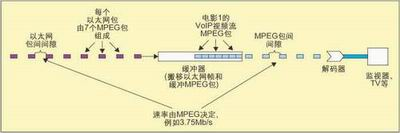 以太网
包间间隙
每个
以太网包
由7个MPEG包
组成
电影1的
VoIP视频流
MPEG包
MPEG包间
间隙
缓冲器
(搬移以太帧和
缓冲MPEG包)
解码器
监视器、
TV等
速率由MPEG决定,
例如3.75Mb/s